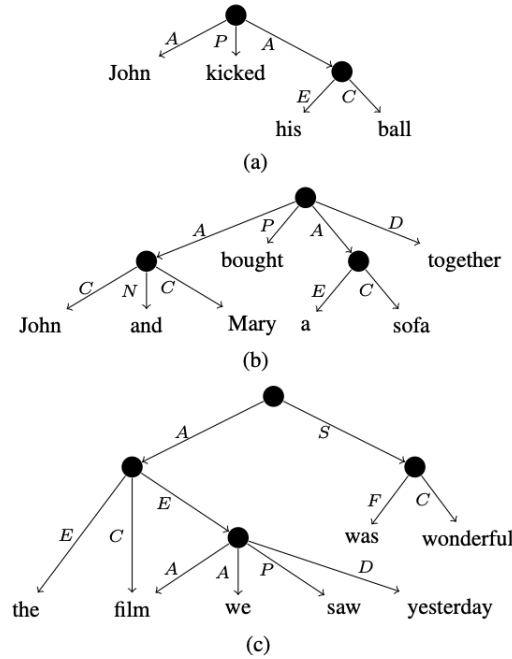 A P A
John kicked
E C
his ball
(a)
A P A D
bought together
C N C E C
John and Mary a sofa
(b)
A S
E C E F C
was wonderful
A A P D
the film we saw yesterday
(c)